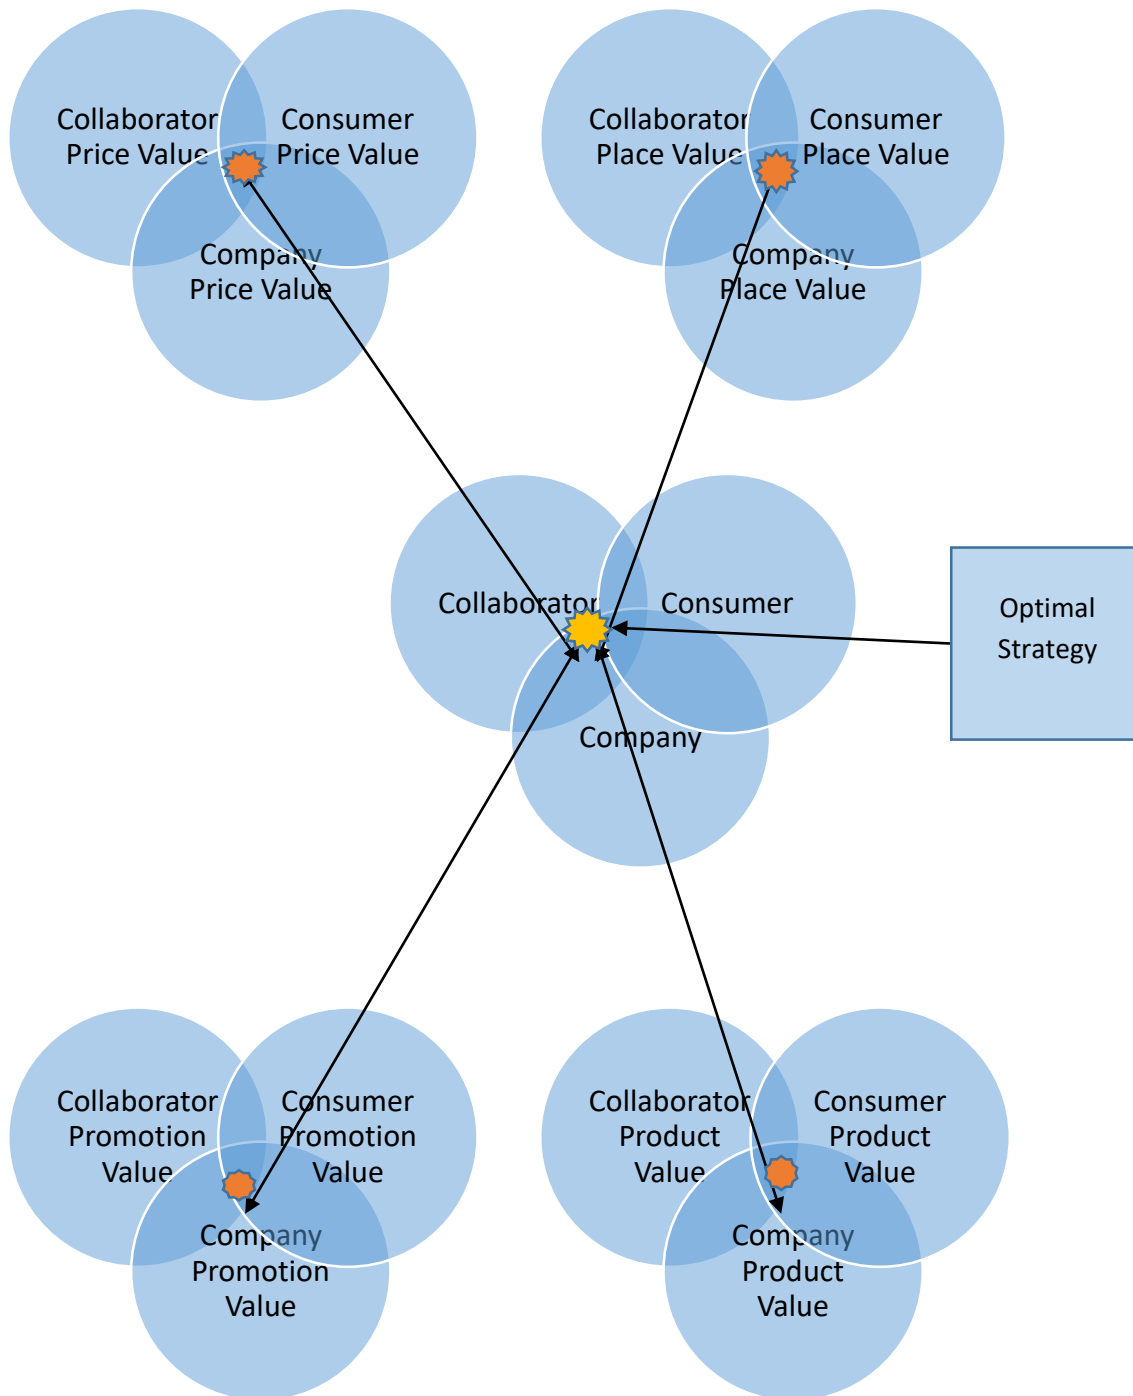 Collaborator
Price Value
Consumer
Price Value
Company
Price Value
Collaborator
Place Value
Consumer
Place Value
Company
Place Value
Collaborator
Consumer
Company
Optimal
Strategy
Collaborator
Promotion
Value
Consumer
Promotion
Value
Company
Promotion
Value
Collaborator
Product
Value
Consumer
Product
Value
Company
Product
Value